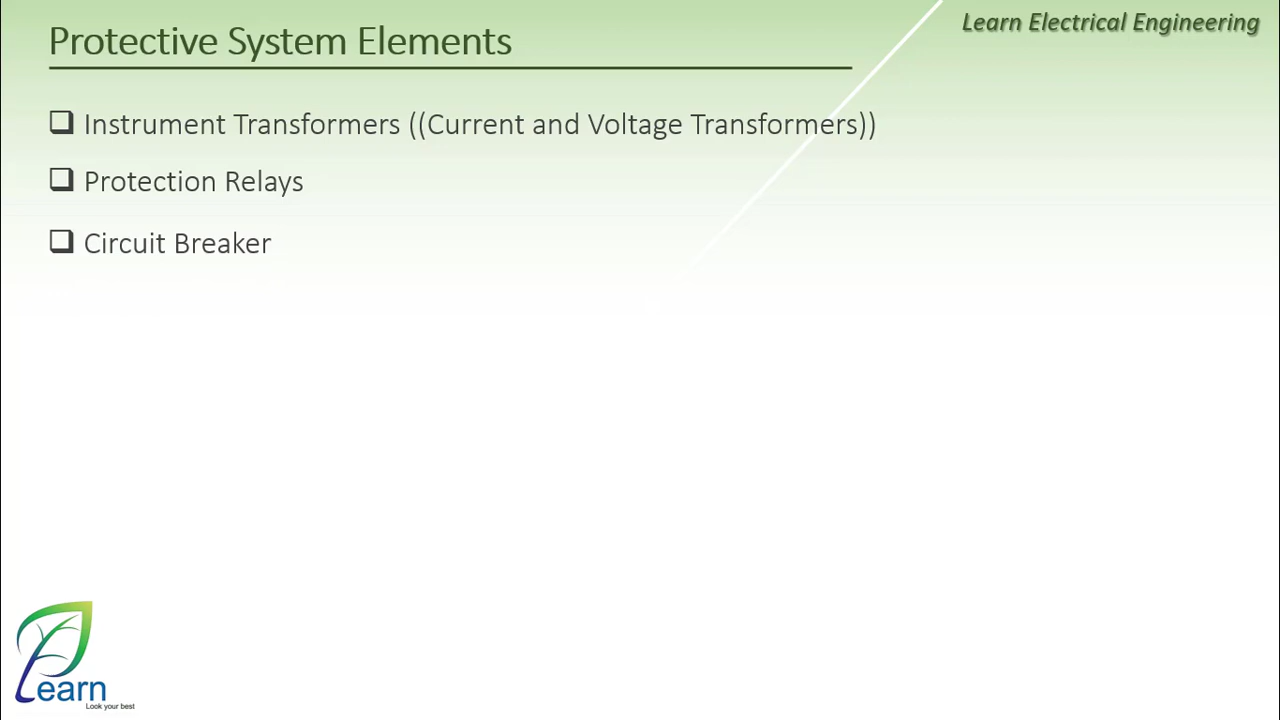 Protective System Elements
Learn Electrical Engineering
❑ Instrument Transformers ((Current and Voltage Transformers))
❑ Protection Relays
❑ Circuit Breaker
Learn
Look your best